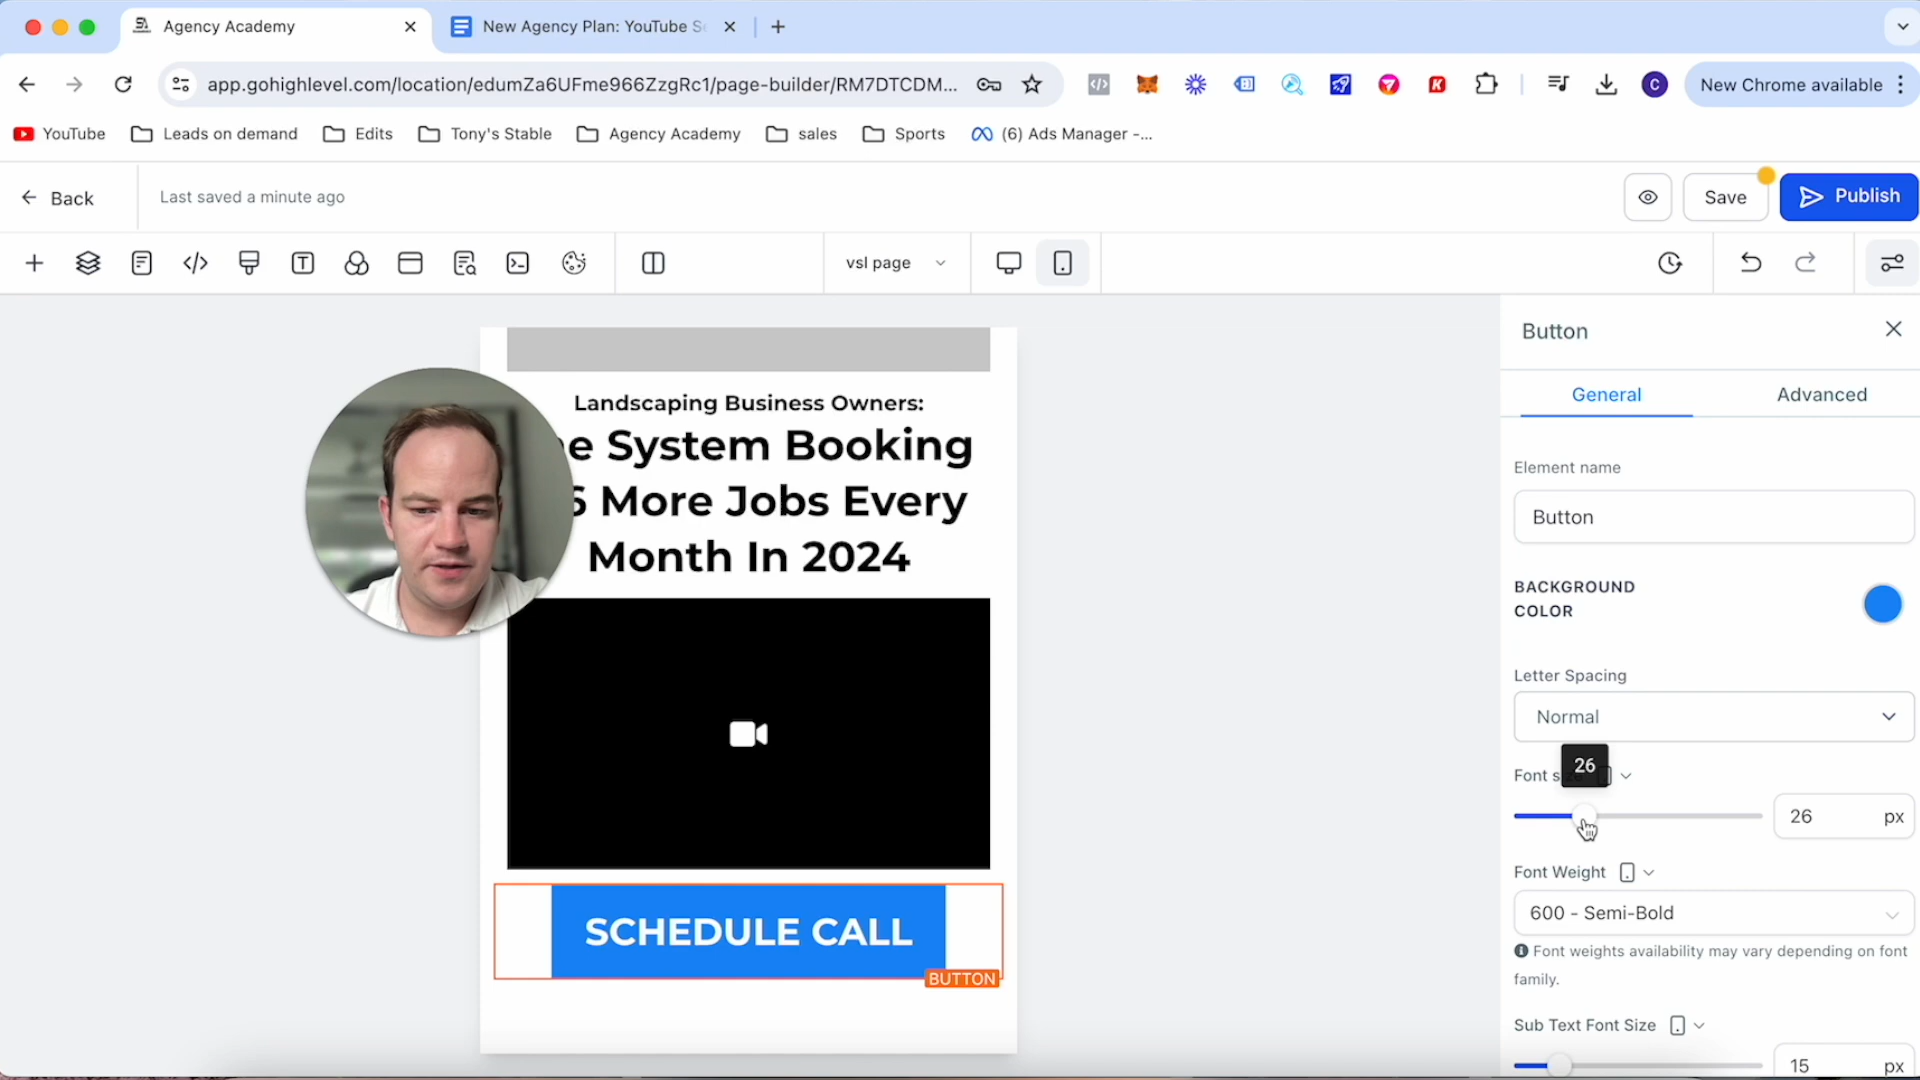 Agency Academy
New Agency Plan: YouTube S
app.gohighlevel.com/location/edumZa6UFme966ZzgRc1/page-builder/RM7DTCDM...
C
New Chrome available
YouTube
Leads on demand
Edits
Tony's Stable
Agency Academy
sales
Sports
(6) Ads Manager -...
Back
Last saved a minute ago
Save
Publish
vsl page
Button
General
Advanced
Landscaping Business Owners:
e System Booking
6 More Jobs Every
Month In 2024
SCHEDULE CALL
BUTTON
Element name
Button
BACKGROUND
COLOR
Letter Spacing
Normal
26
Font s
26 px
Font Weight
600 - Semi-Bold
Font weights availability may vary depending on font
family.
Sub Text Font Size
15 px